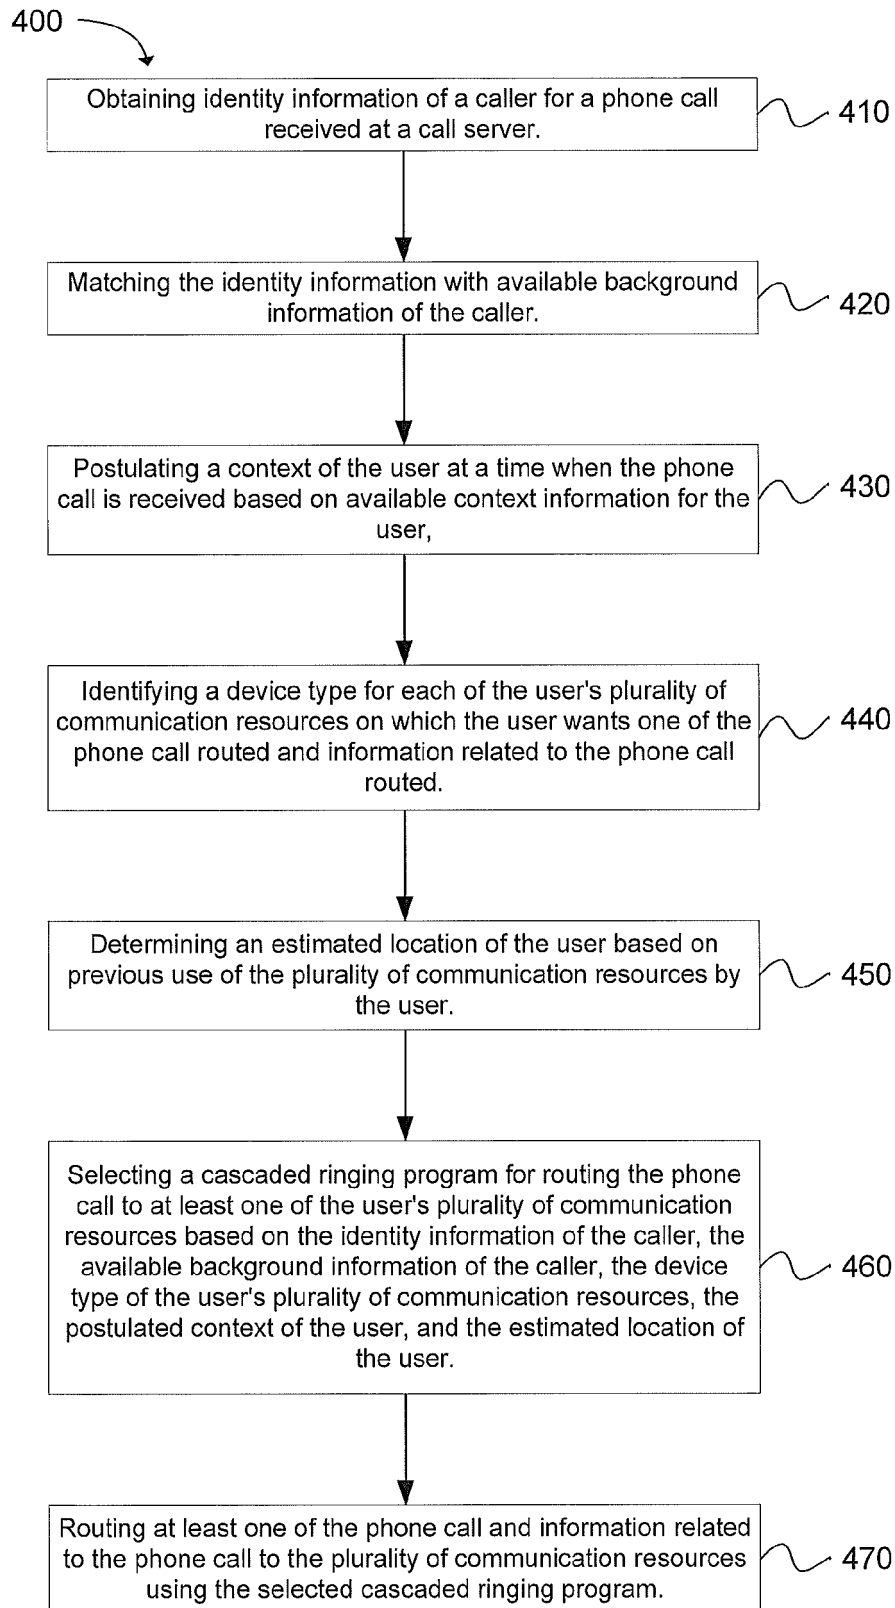 400
Obtaining identity information of a caller for a phone call
received at a call server.
410
Matching the identity information with available background
information of the caller.
420
Postulating a context of the user at a time when the phone
call is received based on available context information for the
user,
430
Identifying a device type for each of the user's plurality of
communication resources on which the user wants one of the
phone call routed and information related to the phone call
routed.
440
Determining an estimated location of the user based on
previous use of the plurality of communication resources by
the user.
450
Selecting a cascaded ringing program for routing the phone
call to at least one of the user's plurality of communication
resources based on the identity information of the caller, the
available background information of the caller, the device
type of the user's plurality of communication resources, the
postulated context of the user, and the estimated location of
the user.
460
Routing at least one of the phone call and information related
to the phone call to the plurality of communication resources
using the selected cascaded ringing program.
470